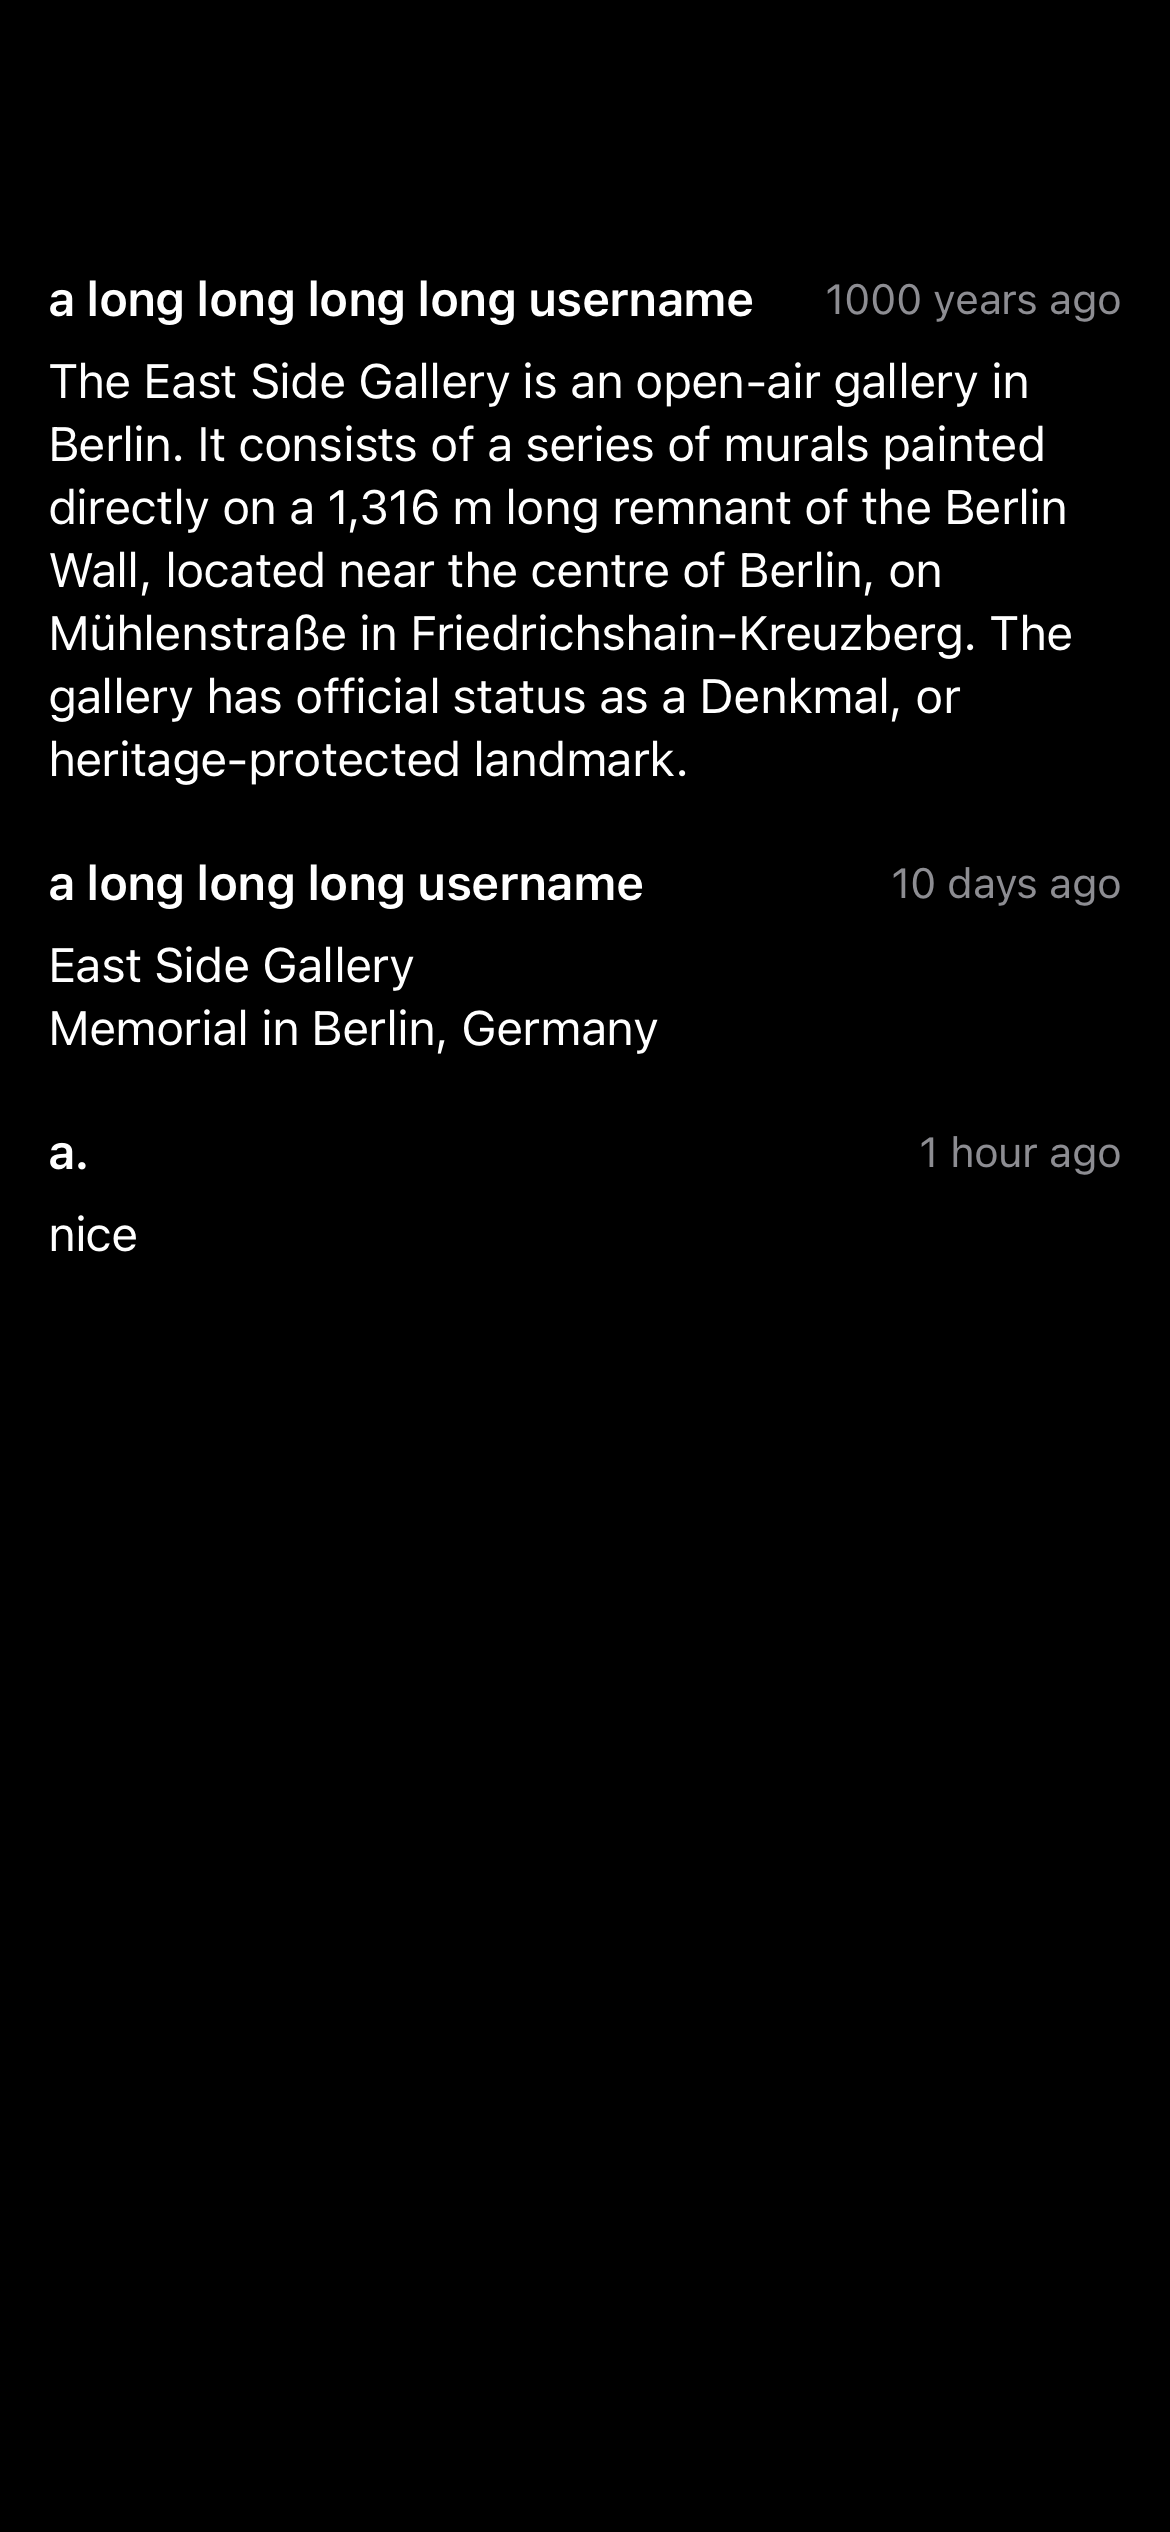 a long long long long username 1000 years ago
The East Side Gallery is an open-air gallery in
Berlin. It consists of a series of murals painted
directly on a 1,316 m long remnant of the Berlin
Wall, located near the centre of Berlin, on
Mühlenstraße in Friedrichshain-Kreuzberg. The
gallery has official status as a Denkmal, or
heritage-protected landmark.
a long long long username 10 days ago
East Side Gallery
Memorial in Berlin, Germany
a. 1 hour ago
nice